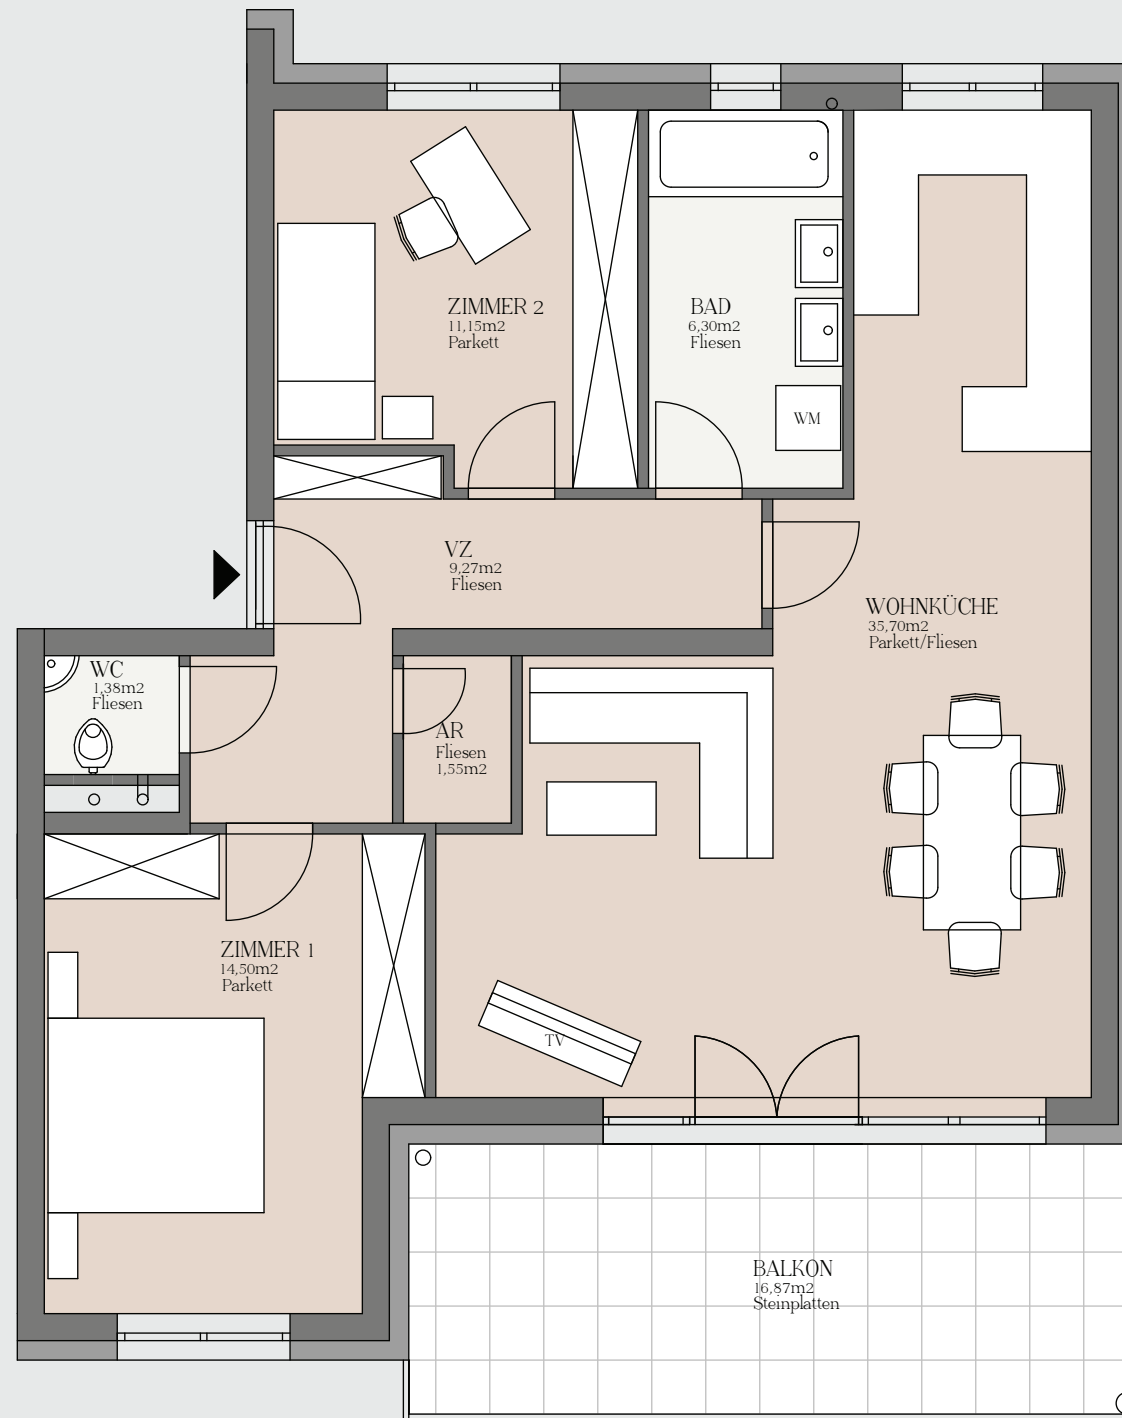 ZIMMER 2
11,15m2
Parkett
BAD
6,30m2
Fliesen
WM
VZ
9,27m2
Fliesen
WOHNKÜCHE
35,70m2
Parkett/Fliesen
WC
1,38m2
Fliesen
AR
Fliesen
1,55m2
ZIMMER 1
14,50m2
Parkett
TV
BALKON
16,87m2
Steinplatten